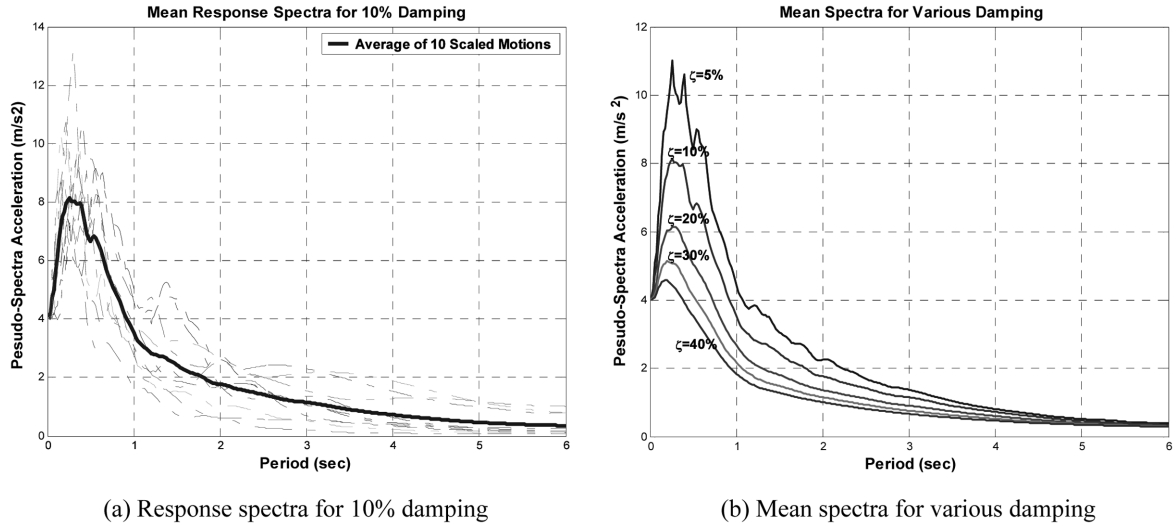 Mean Response Spectra for 10% Damping
14
12
10
8
6
4
2
0
Pesudo-Spectra Acceleration (m/s2)
Average of 10 Scaled Motions
0 1 2 3 4 5 6
Period (sec)
(a) Response spectra for 10% damping
Mean Spectra for Various Damping
12
10
8
6
4
2
0
Pesudo-Spectra Acceleration (m/s 2)
ζ=5%
ζ=10%
ζ=20%
ζ=30%
ζ=40%
0 1 2 3 4 5 6
Period (sec)
(b) Mean spectra for various damping